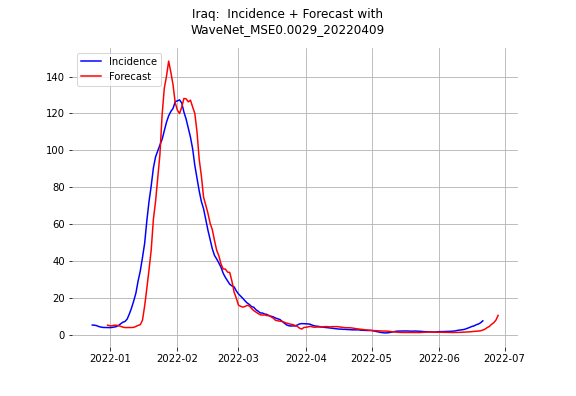 Iraq:  Incidence + Forecast with
WaveNet_MSE0.0029_20220409
Incidence
Forecast
140
120
100
80
60
40
20
0
2022-01 2022-02 2022-03 2022-04 2022-05 2022-06 2022-07